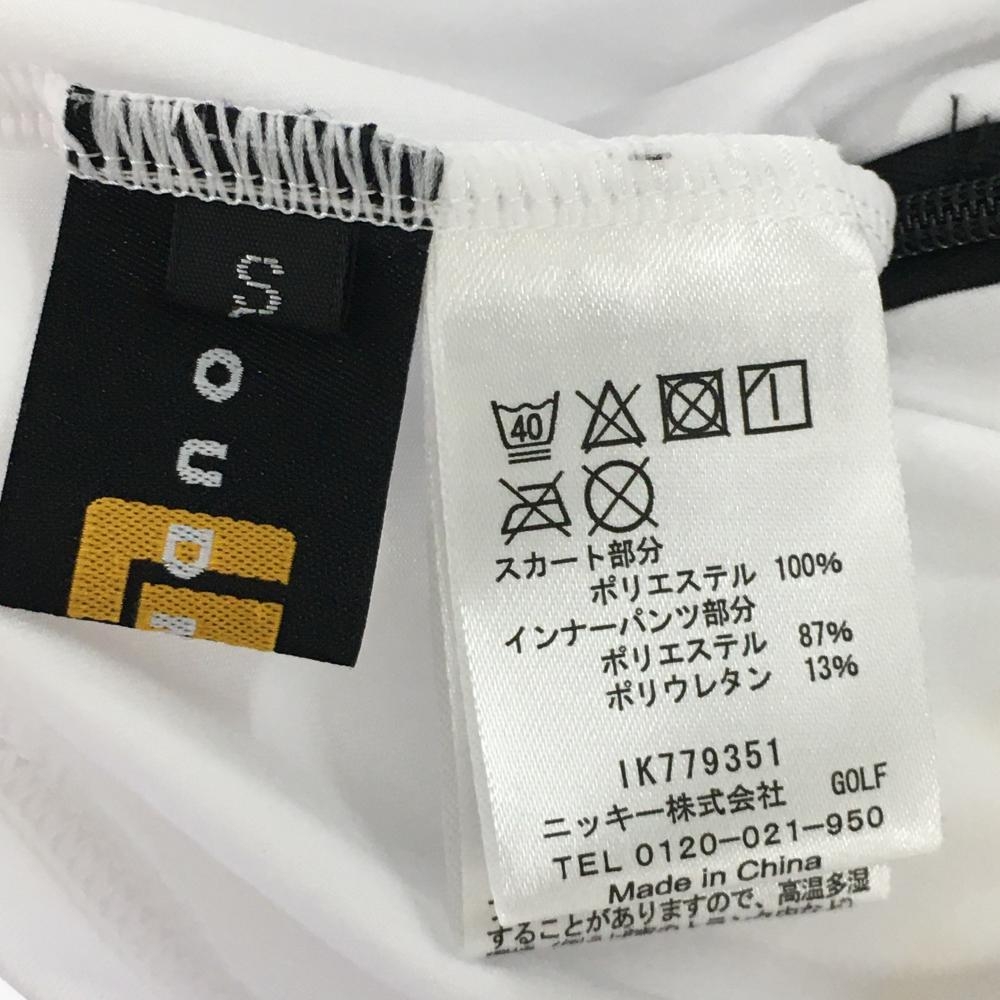 S
O
C
D
40
スカート部分
ポリエステル 100%
インナーパンツ部分
ポリエステル 87%
ポリウレタン 13%
IK779351
ニッキー株式会社 GOLF
TEL 0120-021-950
Made in China
することがありますので、高温多湿